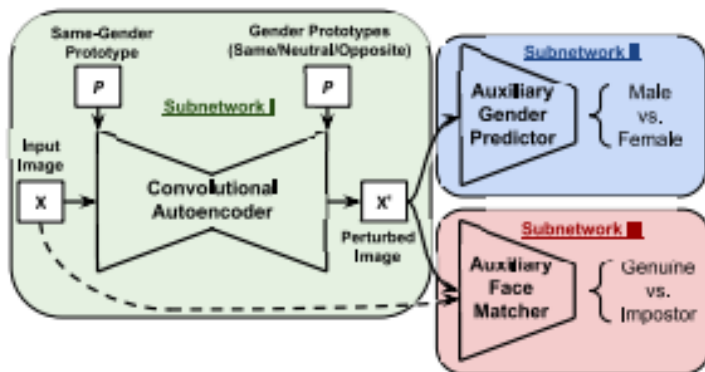 Same-Gender
Prototype
Gender Prototypes
(Same/Neutral/Opposite)
P
P
Subnetwork I
Input
Image
X
Convolutional
Autoencoder
X'
Perturbed
Image
Subnetwork II
Auxiliary
Gender
Predictor
Male
vs.
Female
Subnetwork III
Auxiliary
Face
Matcher
Genuine
vs.
Impostor